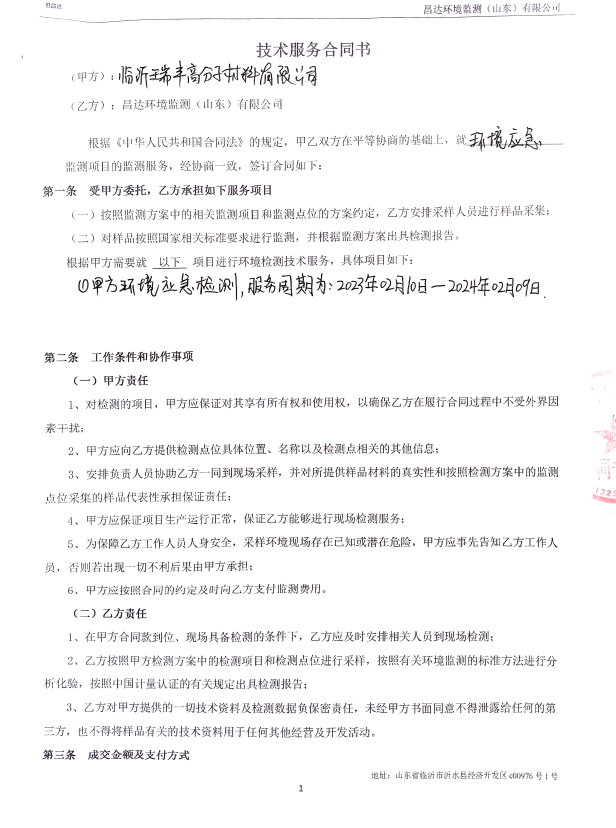 昌达环境监测（山东）有限公司
技术服务合同书
（甲方）：临沂瑞丰高分子材料有限公司
（乙方）：昌达环境监测（山东）有限公司
根据《中华人民共和国合同法》的规定，甲乙双方在平等协商的基础上，就 环境应急
监测项目的监测服务，经协商一致，签订合同如下：
第一条 受甲方委托，乙方承担如下服务项目
（一）按照监测方案中的相关监测项目和监测点位的方案约定，乙方安排采样人员进行样品采集；
（二）对样品按照国家相关标准要求进行监测，并根据监测方案出具检测报告。
根据甲方需要就 以下 项目进行环境检测技术服务，具体项目如下：
①甲方环境应急检测，服务周期为：2023年02月10日—2024年02月09日.
第二条 工作条件和协作事项
（一）甲方责任
1、对检测的项目，甲方应保证对其享有所有权和使用权，以确保乙方在履行合同过程中不受外界因
素干扰；
2、甲方应向乙方提供检测点位具体位置、名称以及检测点相关的其他信息；
3、安排负责人员协助乙方一同到现场采样，并对所提供样品材料的真实性和按照检测方案中的监测
点位采集的样品代表性承担保证责任；
4、甲方应保证项目生产运行正常，保证乙方能够进行现场检测服务；
5、为保障乙方工作人员人身安全，采样环境现场存在已知或潜在危险，甲方应事先告知乙方工作人
员，否则若出现一切不利后果由甲方承担；
6、甲方应按照合同的约定及时向乙方支付监测费用。
（二）乙方责任
1、在甲方合同款到位、现场具备检测的条件下，乙方应及时安排相关人员到现场检测；
2、乙方按照甲方检测方案中的检测项目和检测点位进行采样，按照有关环境监测的标准方法进行分
析化验，按照中国计量认证的有关规定出具检测报告；
3、乙方对甲方提供的一切技术资料及检测数据负保密责任，未经甲方书面同意不得泄露给任何的第
三方，也不得将样品有关的技术资料用于任何其他经营及开发活动。
第三条 成交金额及支付方式
地址：山东省临沂市沂水县经济开发区 c00976 号 1 号
1